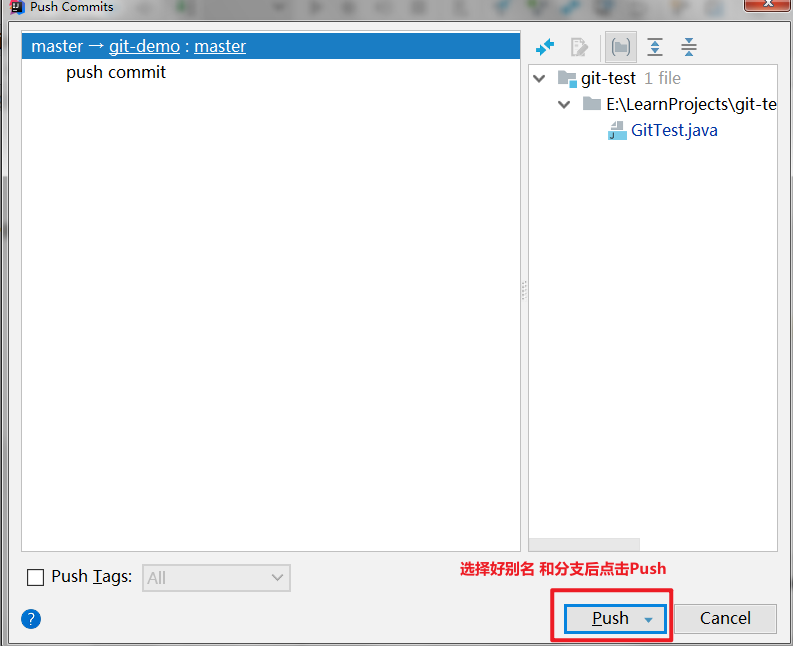 Push Commits
master → git-demo : master
push commit
git-test 1 file
E:\LearnProjects\git-te
GitTest.java
Push Tags:
All
选择好别名 和分支后点击Push
Push
Cancel